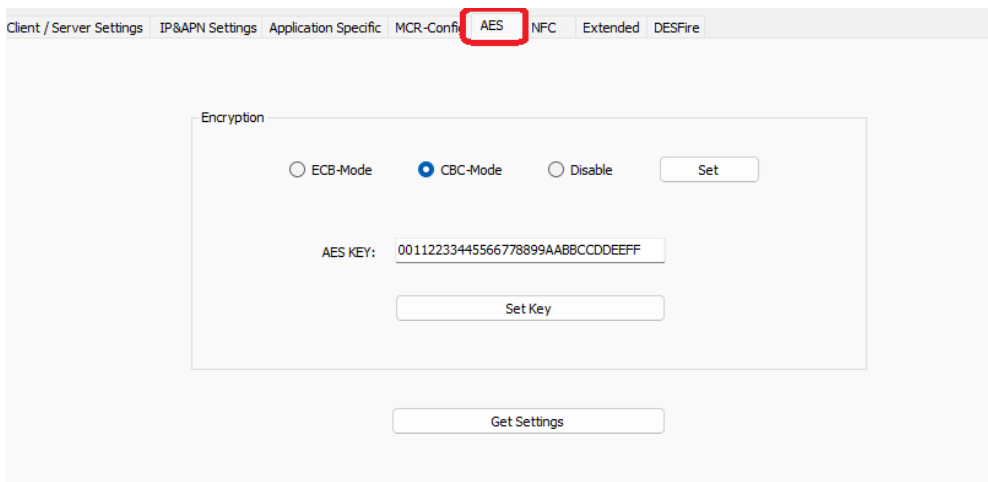 Client / Server Settings IP&APN Settings Application Specific MCR-Config AES NFC Extended DESFire
Encryption
ECB-Mode CBC-Mode Disable Set
AES KEY: 00112233445566778899AABBCCDDEEFF
Set Key
Get Settings